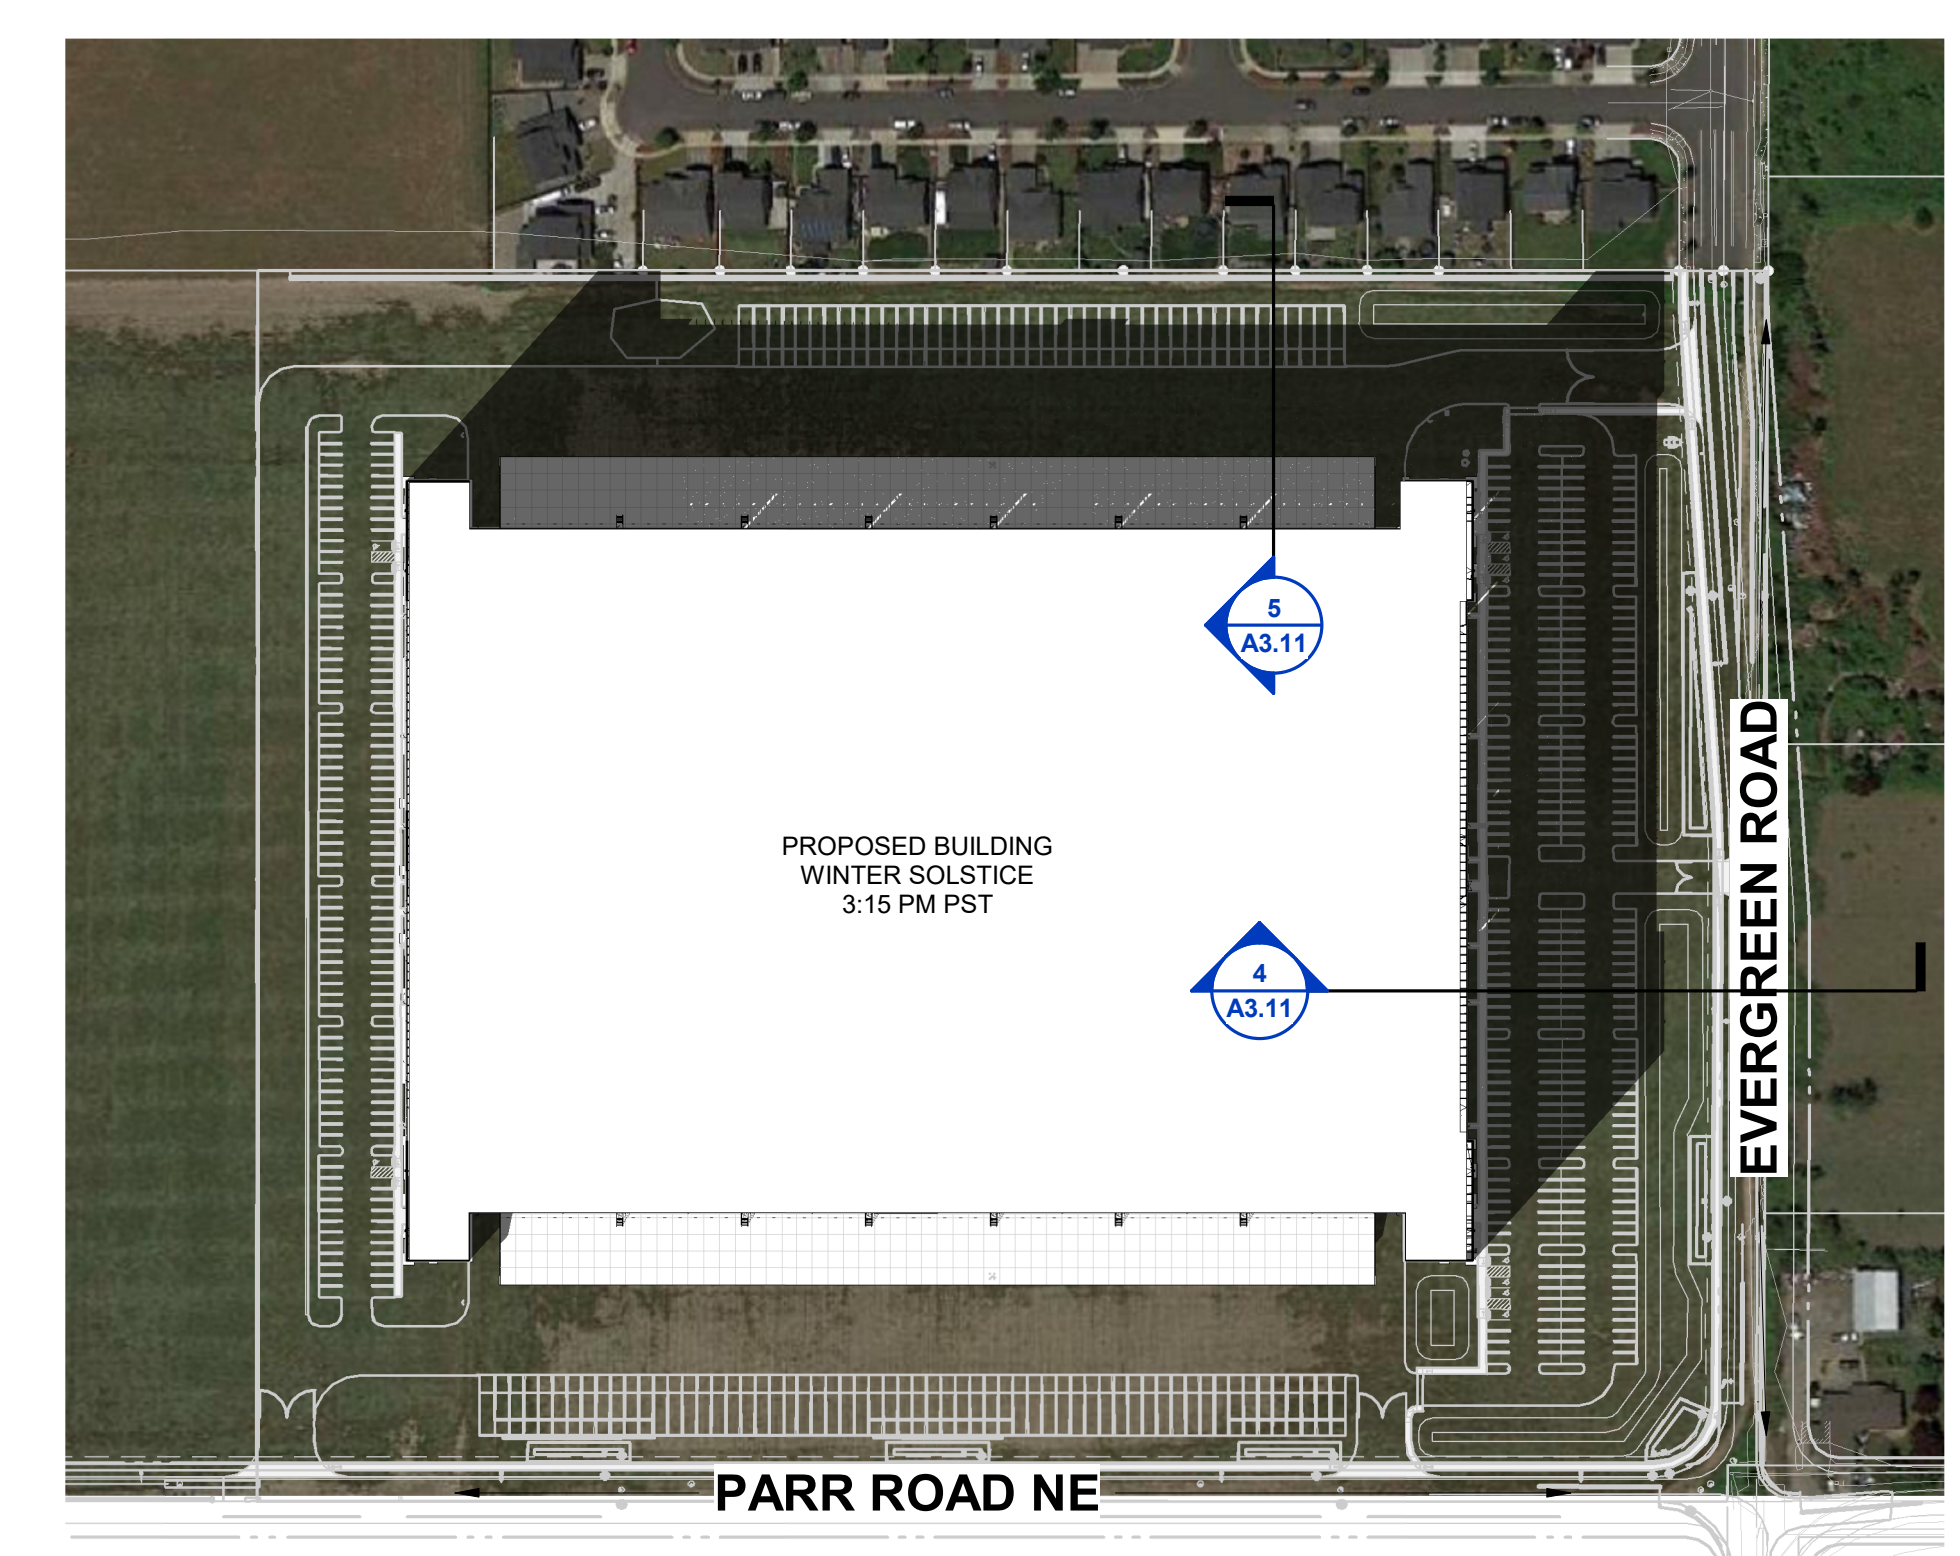 5
A3.11
PROPOSED BUILDING
WINTER SOLSTICE
3:15 PM PST
4
A3.11
EVERGREEN ROAD
PARR ROAD NE